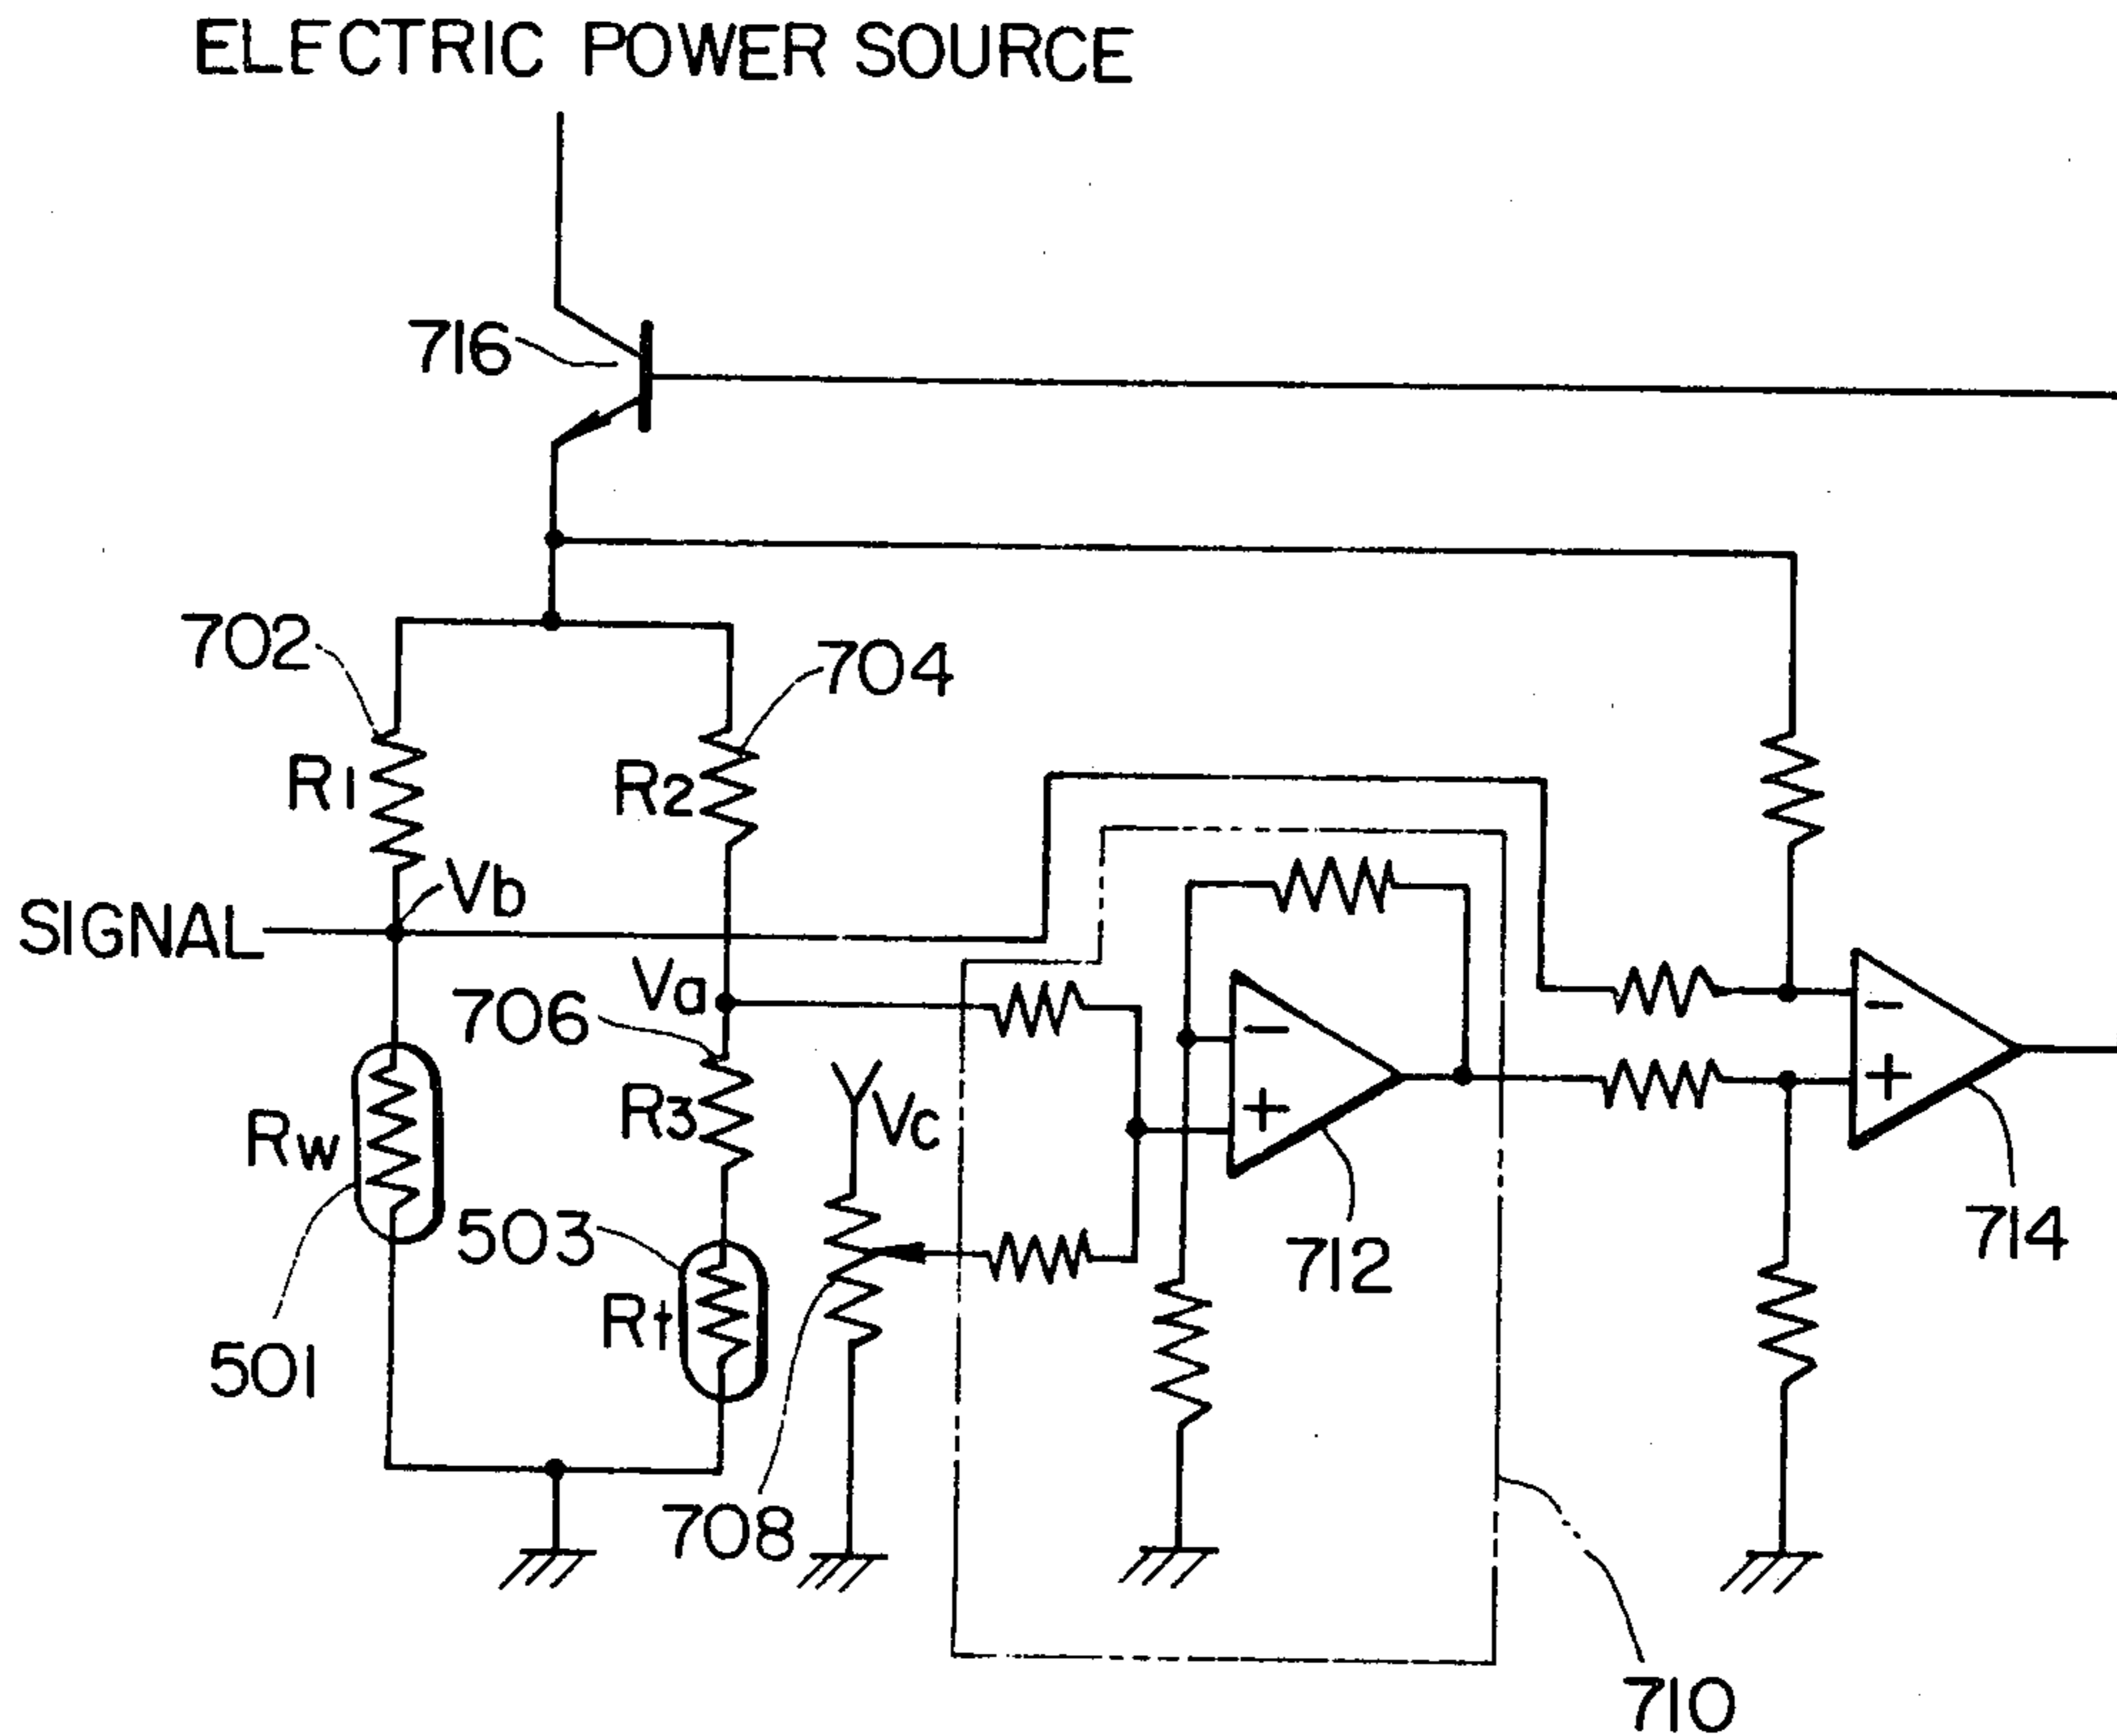 ELECTRIC POWER SOURCE
716
702
704
R1
R2
Vb
SIGNAL
Va
706
R3
Vc
Rw
503
Rt
501
708
-
+
712
-
+
714
710